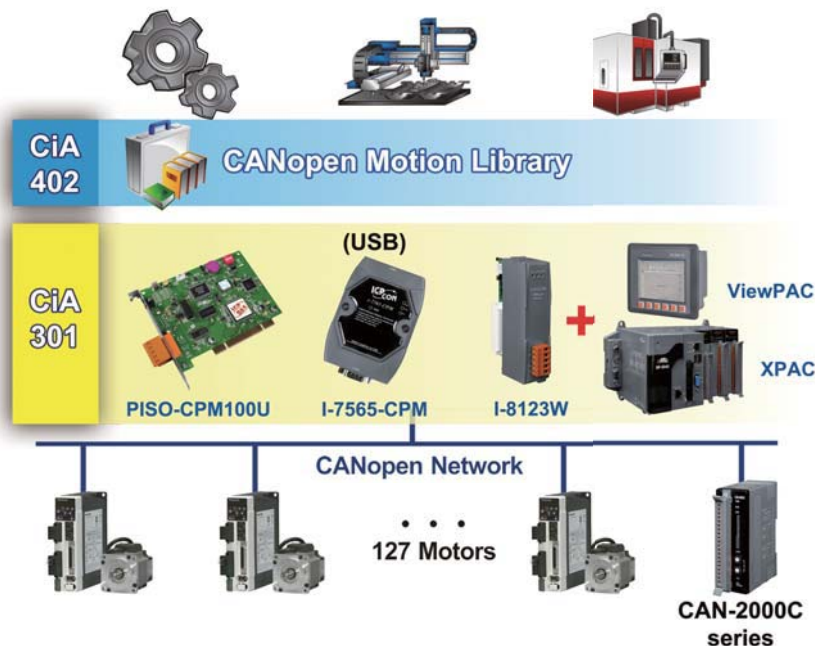 CiA
402
CANopen Motion Library
(USB)
CiA
301
ViewPAC
XPAC
PISO-CPM100U
I-7565-CPM
I-8123W
CANopen Network
• • •
127 Motors
CAN-2000C
series